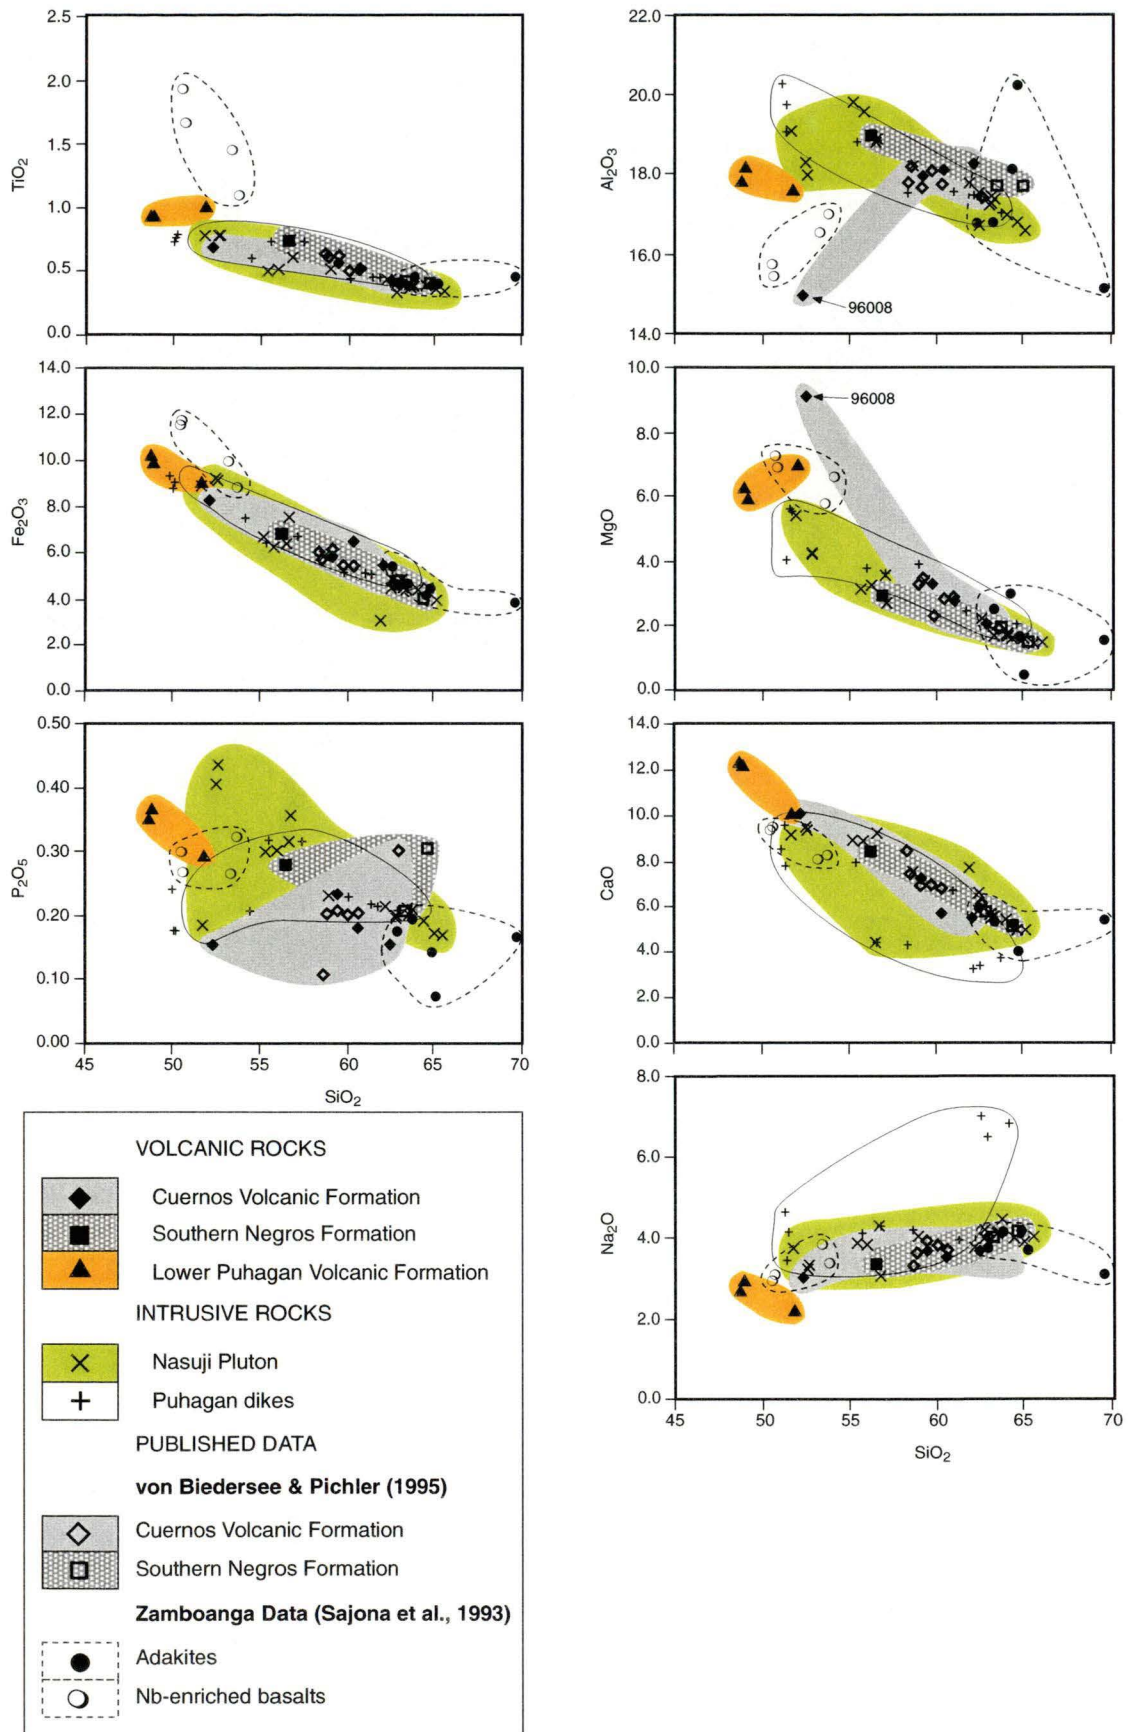 2.5
2.0
1.5
1.0
0.5
0.0
TiO2
22.0
20.0
18.0
16.0
14.0
Al2O3
96008
14.0
12.0
10.0
8.0
6.0
4.0
2.0
0.0
Fe2O3
10.0
8.0
6.0
4.0
2.0
0.0
MgO
96008
0.50
0.40
0.30
0.20
0.10
0.00
P2O5
45
50
55
60
65
70
SiO2
14.0
12.0
10.0
8.0
6.0
4.0
2.0
0.0
CaO
8.0
6.0
4.0
2.0
0.0
Na2O
45
50
55
60
65
70
SiO2
VOLCANIC ROCKS
Cuernos Volcanic Formation
Southern Negros Formation
Lower Puhagan Volcanic Formation
INTRUSIVE ROCKS
Nasuji Pluton
Puhagan dikes
PUBLISHED DATA
von Biedersee & Pichler (1995)
Cuernos Volcanic Formation
Southern Negros Formation
Zamboanga Data (Sajona et al., 1993)
Adakites
Nb-enriched basalts